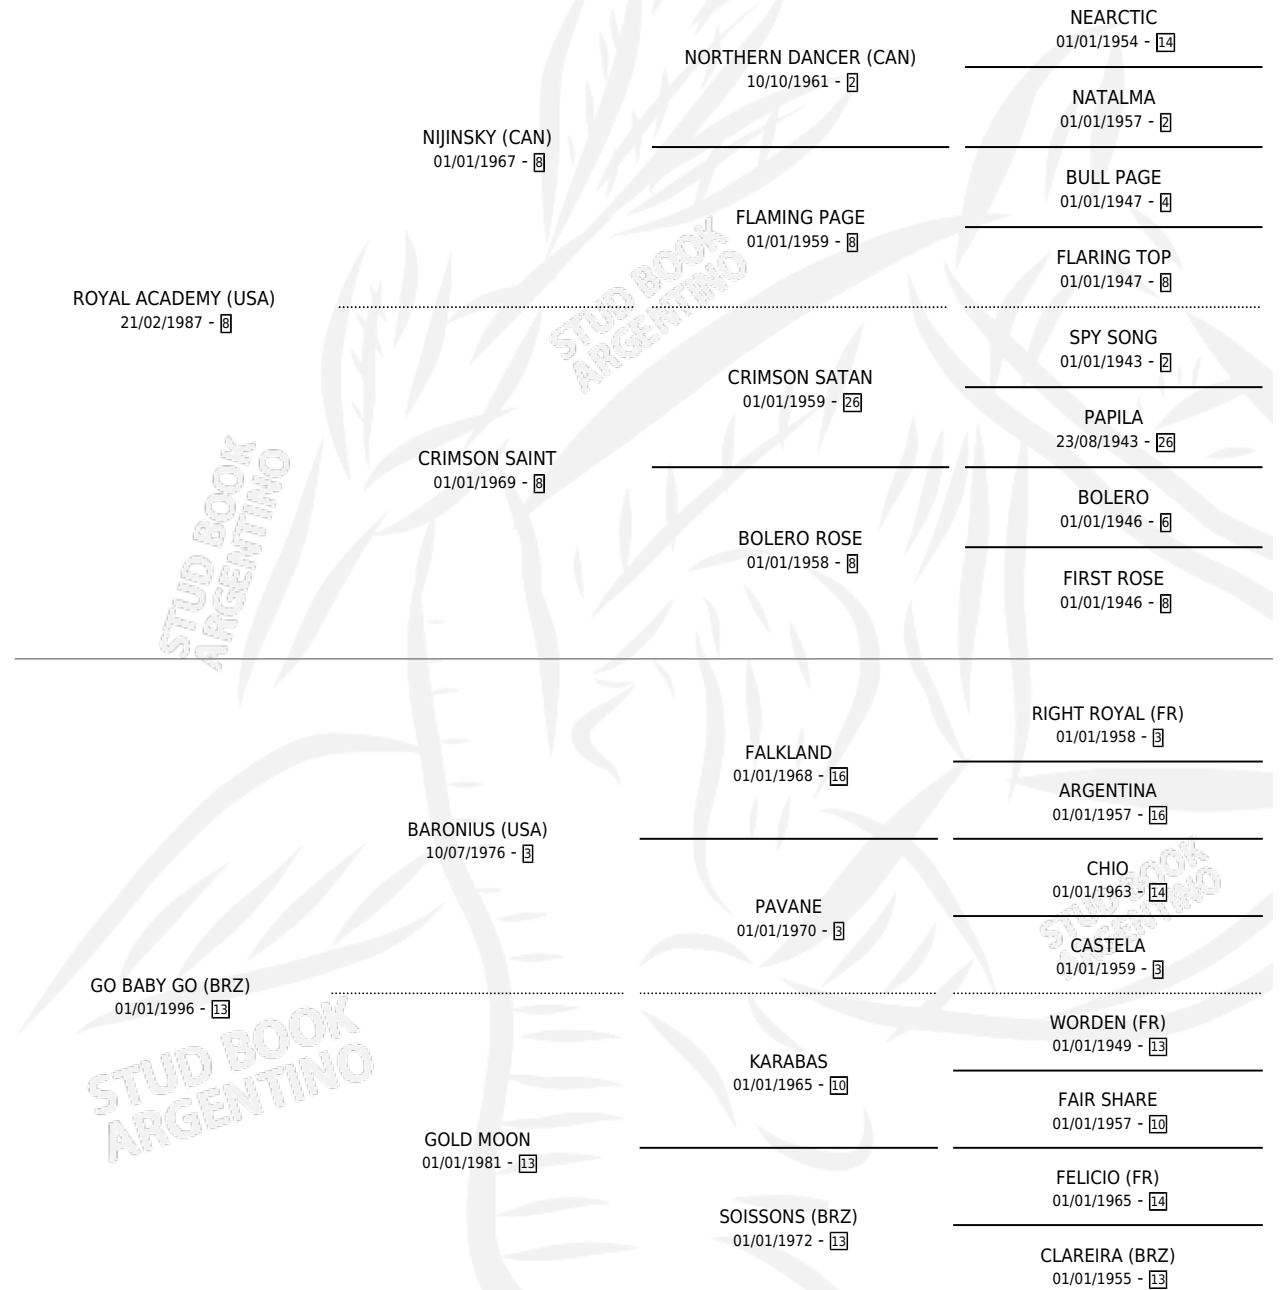 NEARCTIC
01/01/1954 - 14
NORTHERN DANCER (CAN)
10/10/1961 - 2
NATALMA
01/01/1957 - 2
NIJINSKY (CAN)
01/01/1967 - 8
BULL PAGE
01/01/1947 - 4
FLAMING PAGE
01/01/1959 - 8
FLARING TOP
01/01/1947 - 8
ROYAL ACADEMY (USA)
21/02/1987 - 8
STUD BOOK
ARGENTINO
SPY SONG
01/01/1943 - 2
CRIMSON SATAN
01/01/1959 - 26
PAPILA
23/08/1943 - 26
CRIMSON SAINT
01/01/1969 - 8
BOLERO
01/01/1946 - 6
BOLERO ROSE
01/01/1958 - 8
FIRST ROSE
01/01/1946 - 8
STUD BOOK
ARGENTINO
RIGHT ROYAL (FR)
01/01/1958 - 3
FALKLAND
01/01/1968 - 16
ARGENTINA
01/01/1957 - 16
BARONIUS (USA)
10/07/1976 - 3
CHIO
01/01/1963 - 14
PAVANE
01/01/1970 - 3
STUD BOOK
ARGENTINO
CASTELA
01/01/1959 - 3
GO BABY GO (BRZ)
01/01/1996 - 13
WORDEN (FR)
01/01/1949 - 13
KARABAS
01/01/1965 - 10
STUD BOOK
ARGENTINO
FAIR SHARE
01/01/1957 - 10
GOLD MOON
01/01/1981 - 13
FELICIO (FR)
01/01/1965 - 14
SOISSONS (BRZ)
01/01/1972 - 13
CLAREIRA (BRZ)
01/01/1955 - 13